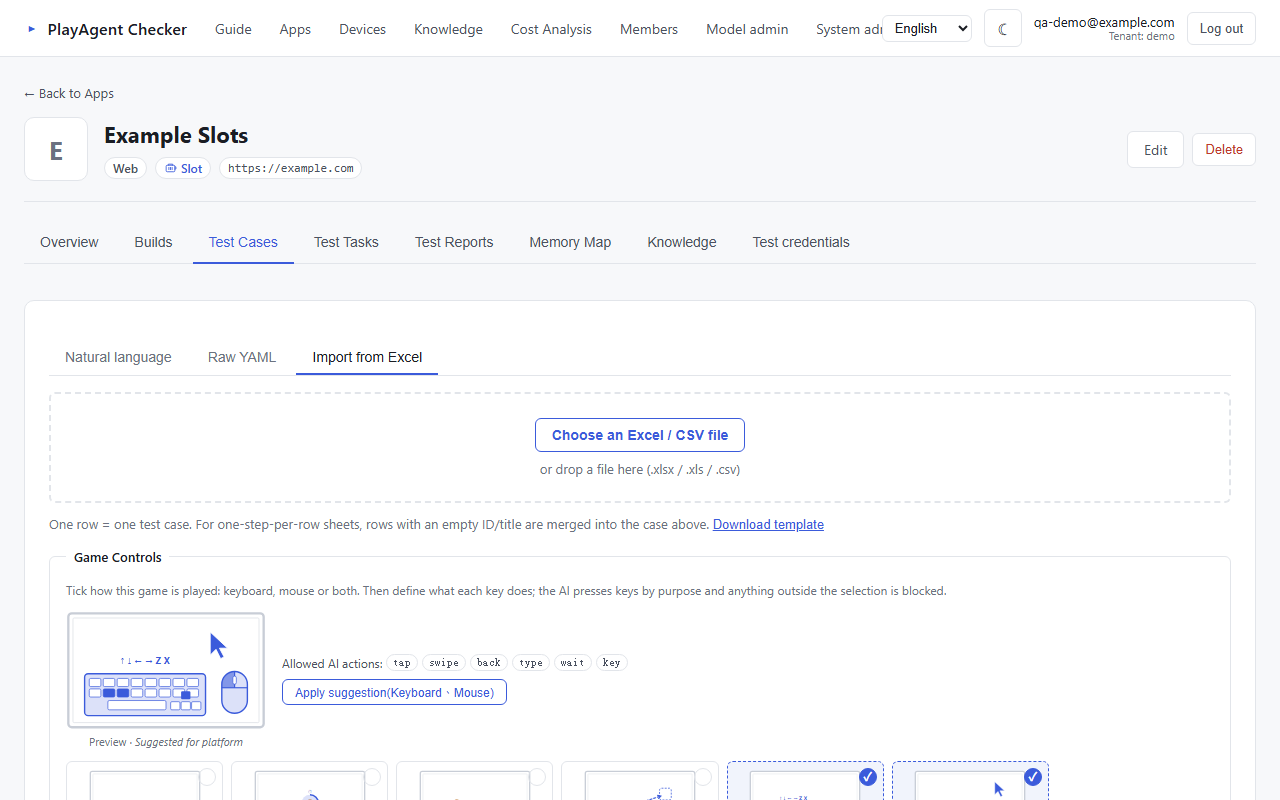 PlayAgent Checker Guide Apps Devices Knowledge Cost Analysis Members Model admin System adr English qa-demo@example.com Log out
Tenant: demo
← Back to Apps
E
Example Slots
Web Slot https://example.com
Edit Delete
Overview Builds Test Cases Test Tasks Test Reports Memory Map Knowledge Test credentials
Natural language Raw YAML Import from Excel
Choose an Excel / CSV file
or drop a file here (.xlsx / .xls / .csv)
One row = one test case. For one-step-per-row sheets, rows with an empty ID/title are merged into the case above. Download template
Game Controls
Tick how this game is played: keyboard, mouse or both. Then define what each key does; the AI presses keys by purpose and anything outside the selection is blocked.
↑↓←→ZX
Allowed AI actions: tap swipe back type wait key
Apply suggestion(Keyboard、Mouse)
Preview · Suggested for platform